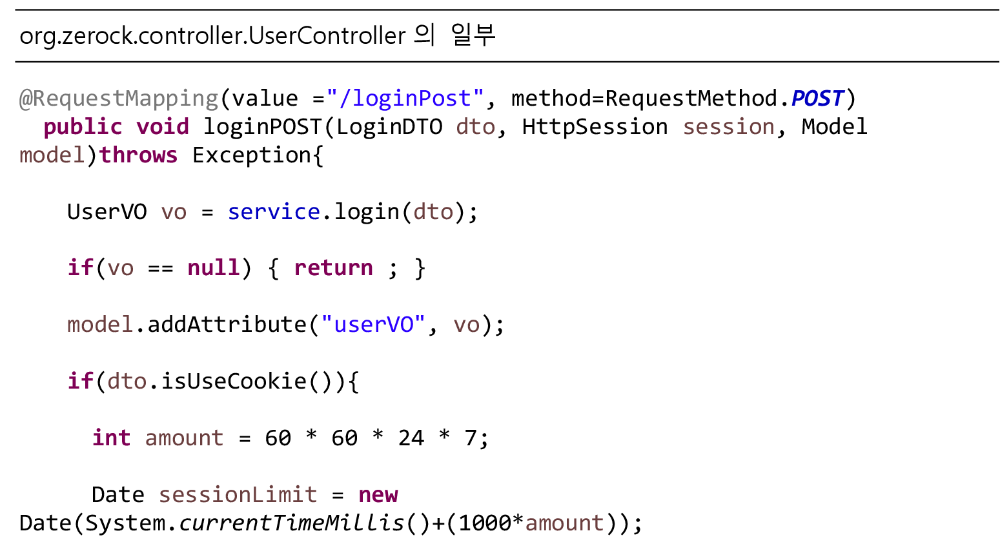 org.zerock.controller.UserController 의 일부
@RequestMapping(value ="/loginPost", method=RequestMethod.POST)
public void loginPOST(LoginDTO dto, HttpSession session, Model
model)throws Exception{
UserVO vo = service.login(dto);
if(vo == null) { return ; }
model.addAttribute("userVO", vo);
if(dto.isUseCookie()){
int amount = 60 * 60 * 24 * 7;
Date sessionLimit = new
Date(System.currentTimeMillis()+(1000*amount));